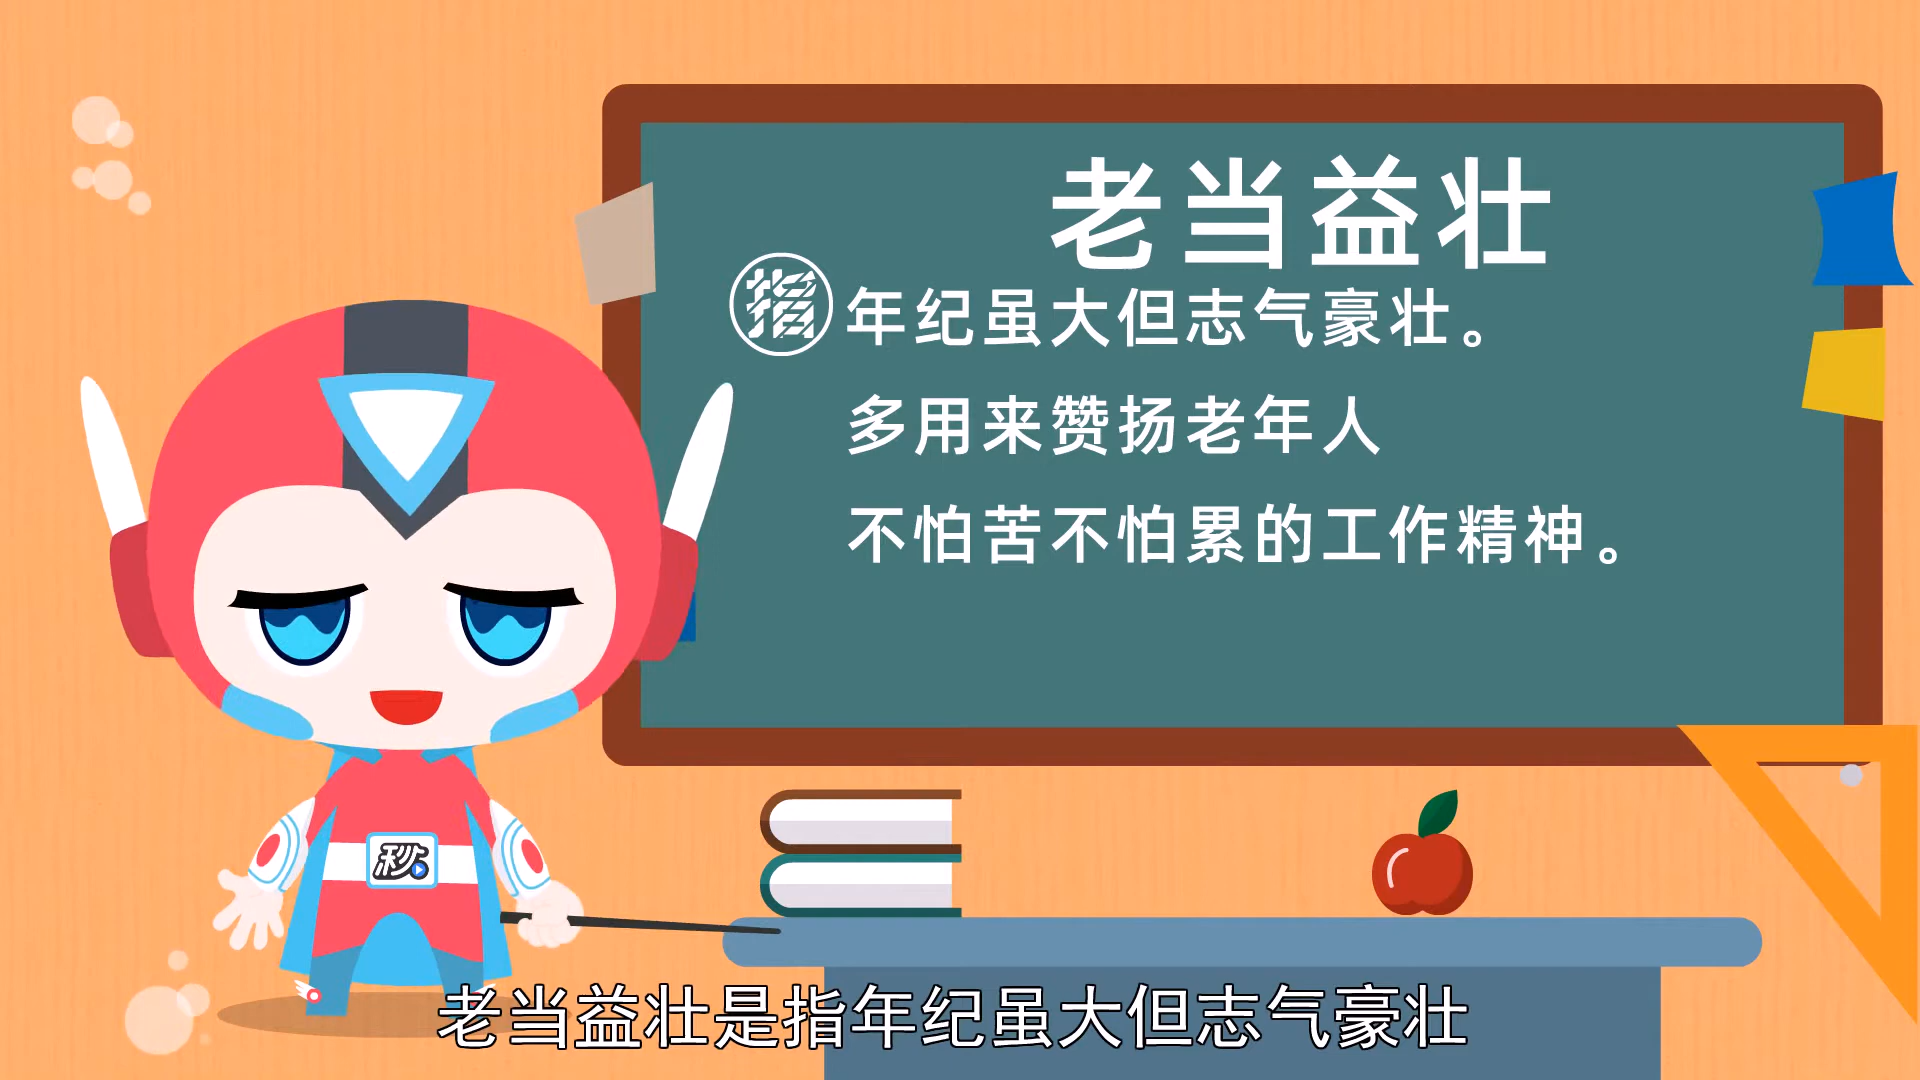 老当益壮
指 年纪虽大但志气豪壮。
多用来赞扬老年人
不怕苦不怕累的工作精神。
秒
老当益壮是指年纪虽大但志气豪壮